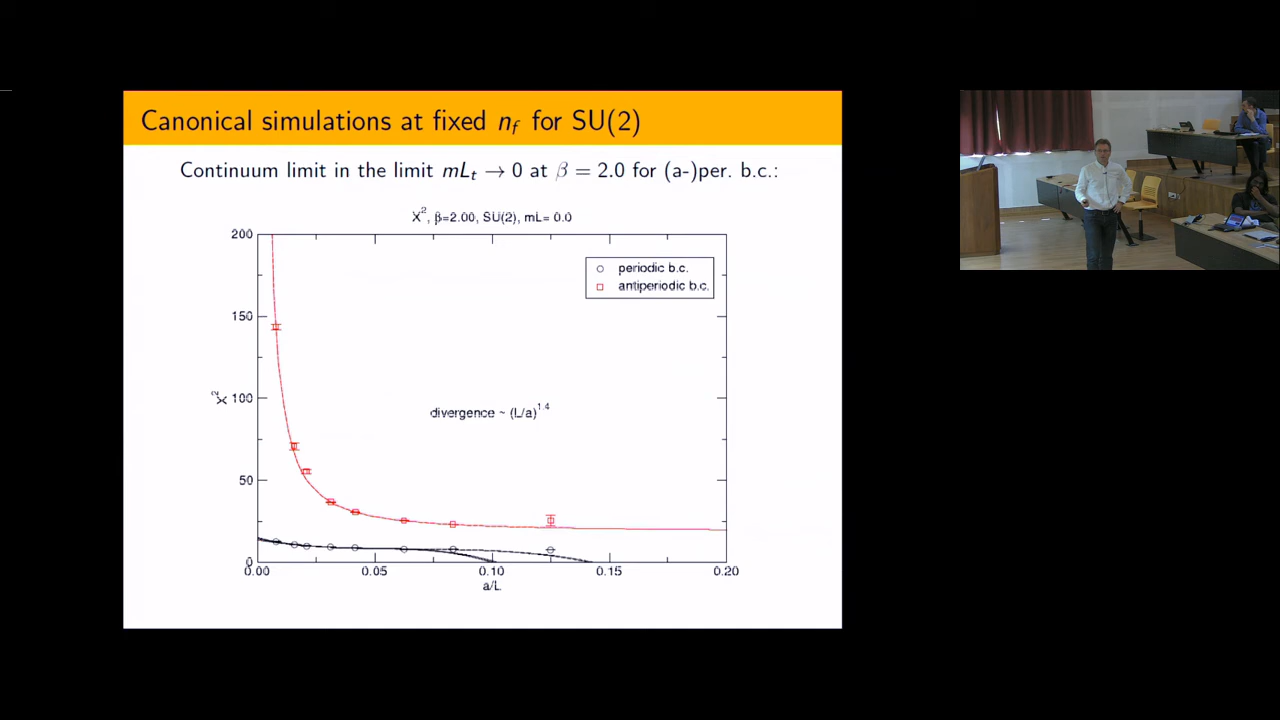 Canonical simulations at fixed n_f for SU(2)
Continuum limit in the limit mL_t → 0 at β = 2.0 for (a-)per. b.c.:
X^2, β=2.00, SU(2), mL= 0.0
periodic b.c.
antiperiodic b.c.
200
150
100
50
0
X^2
divergence ~ (L/a)^1.4
0.00 0.05 0.10 0.15 0.20
a/L